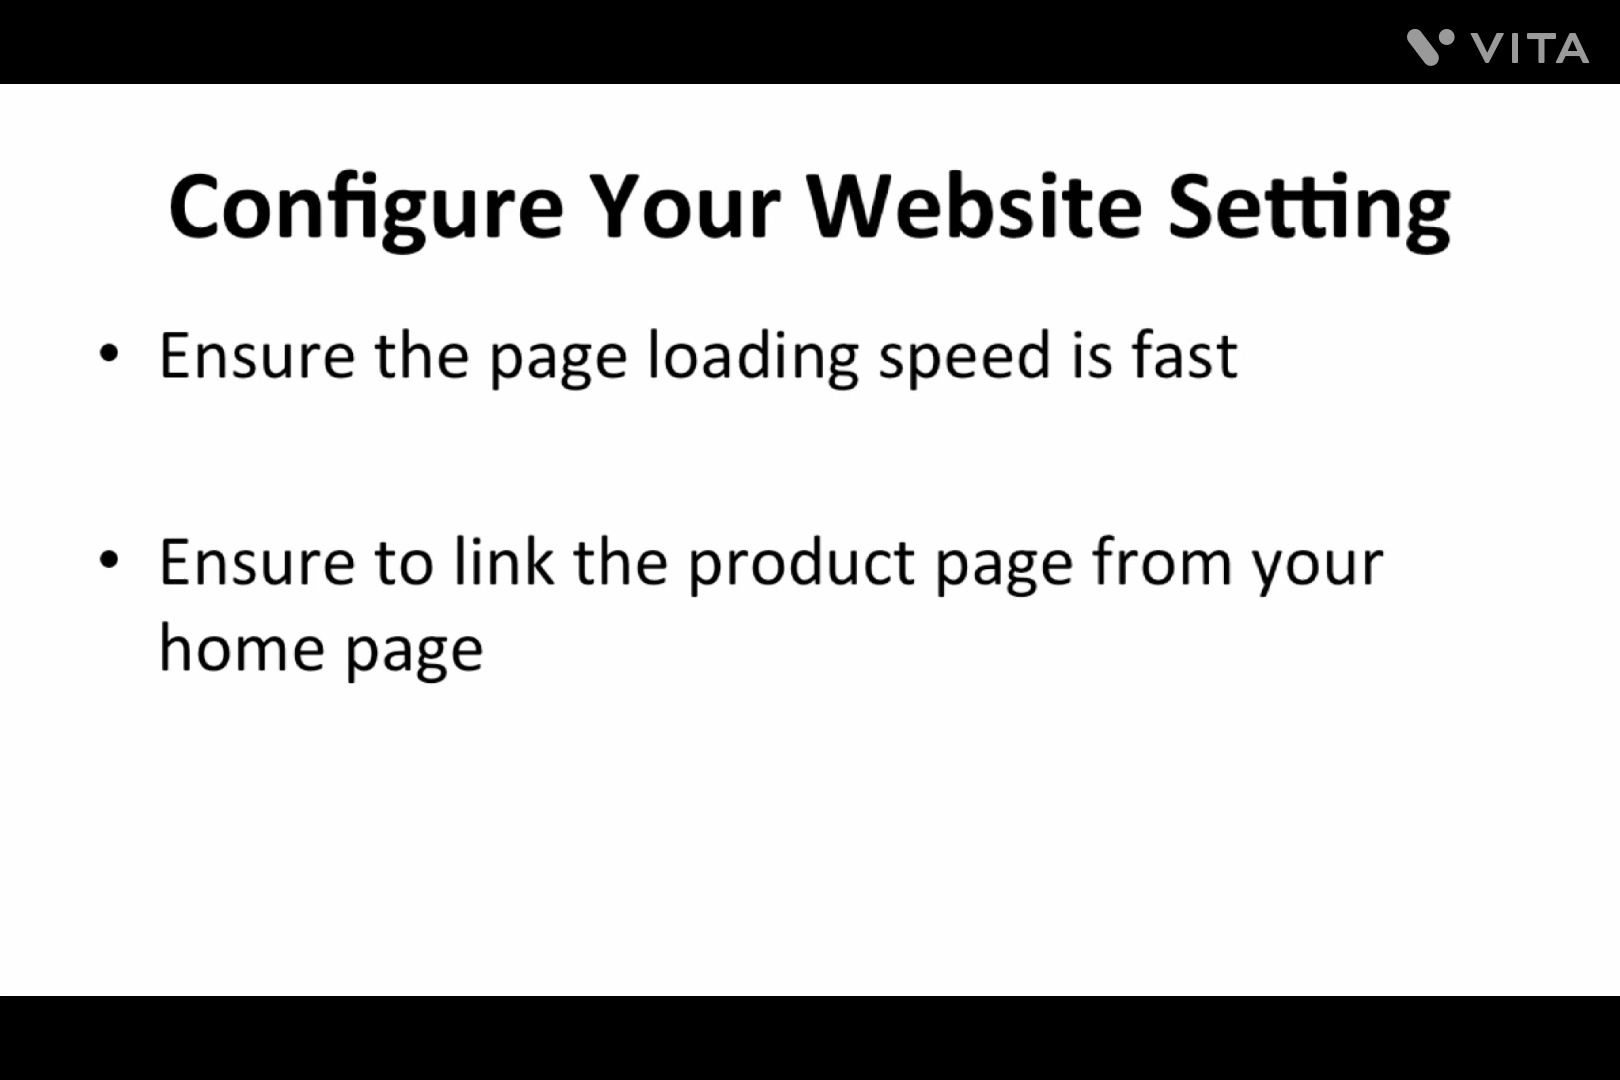 VITA
Configure Your Website Setting
• Ensure the page loading speed is fast
• Ensure to link the product page from your
home page